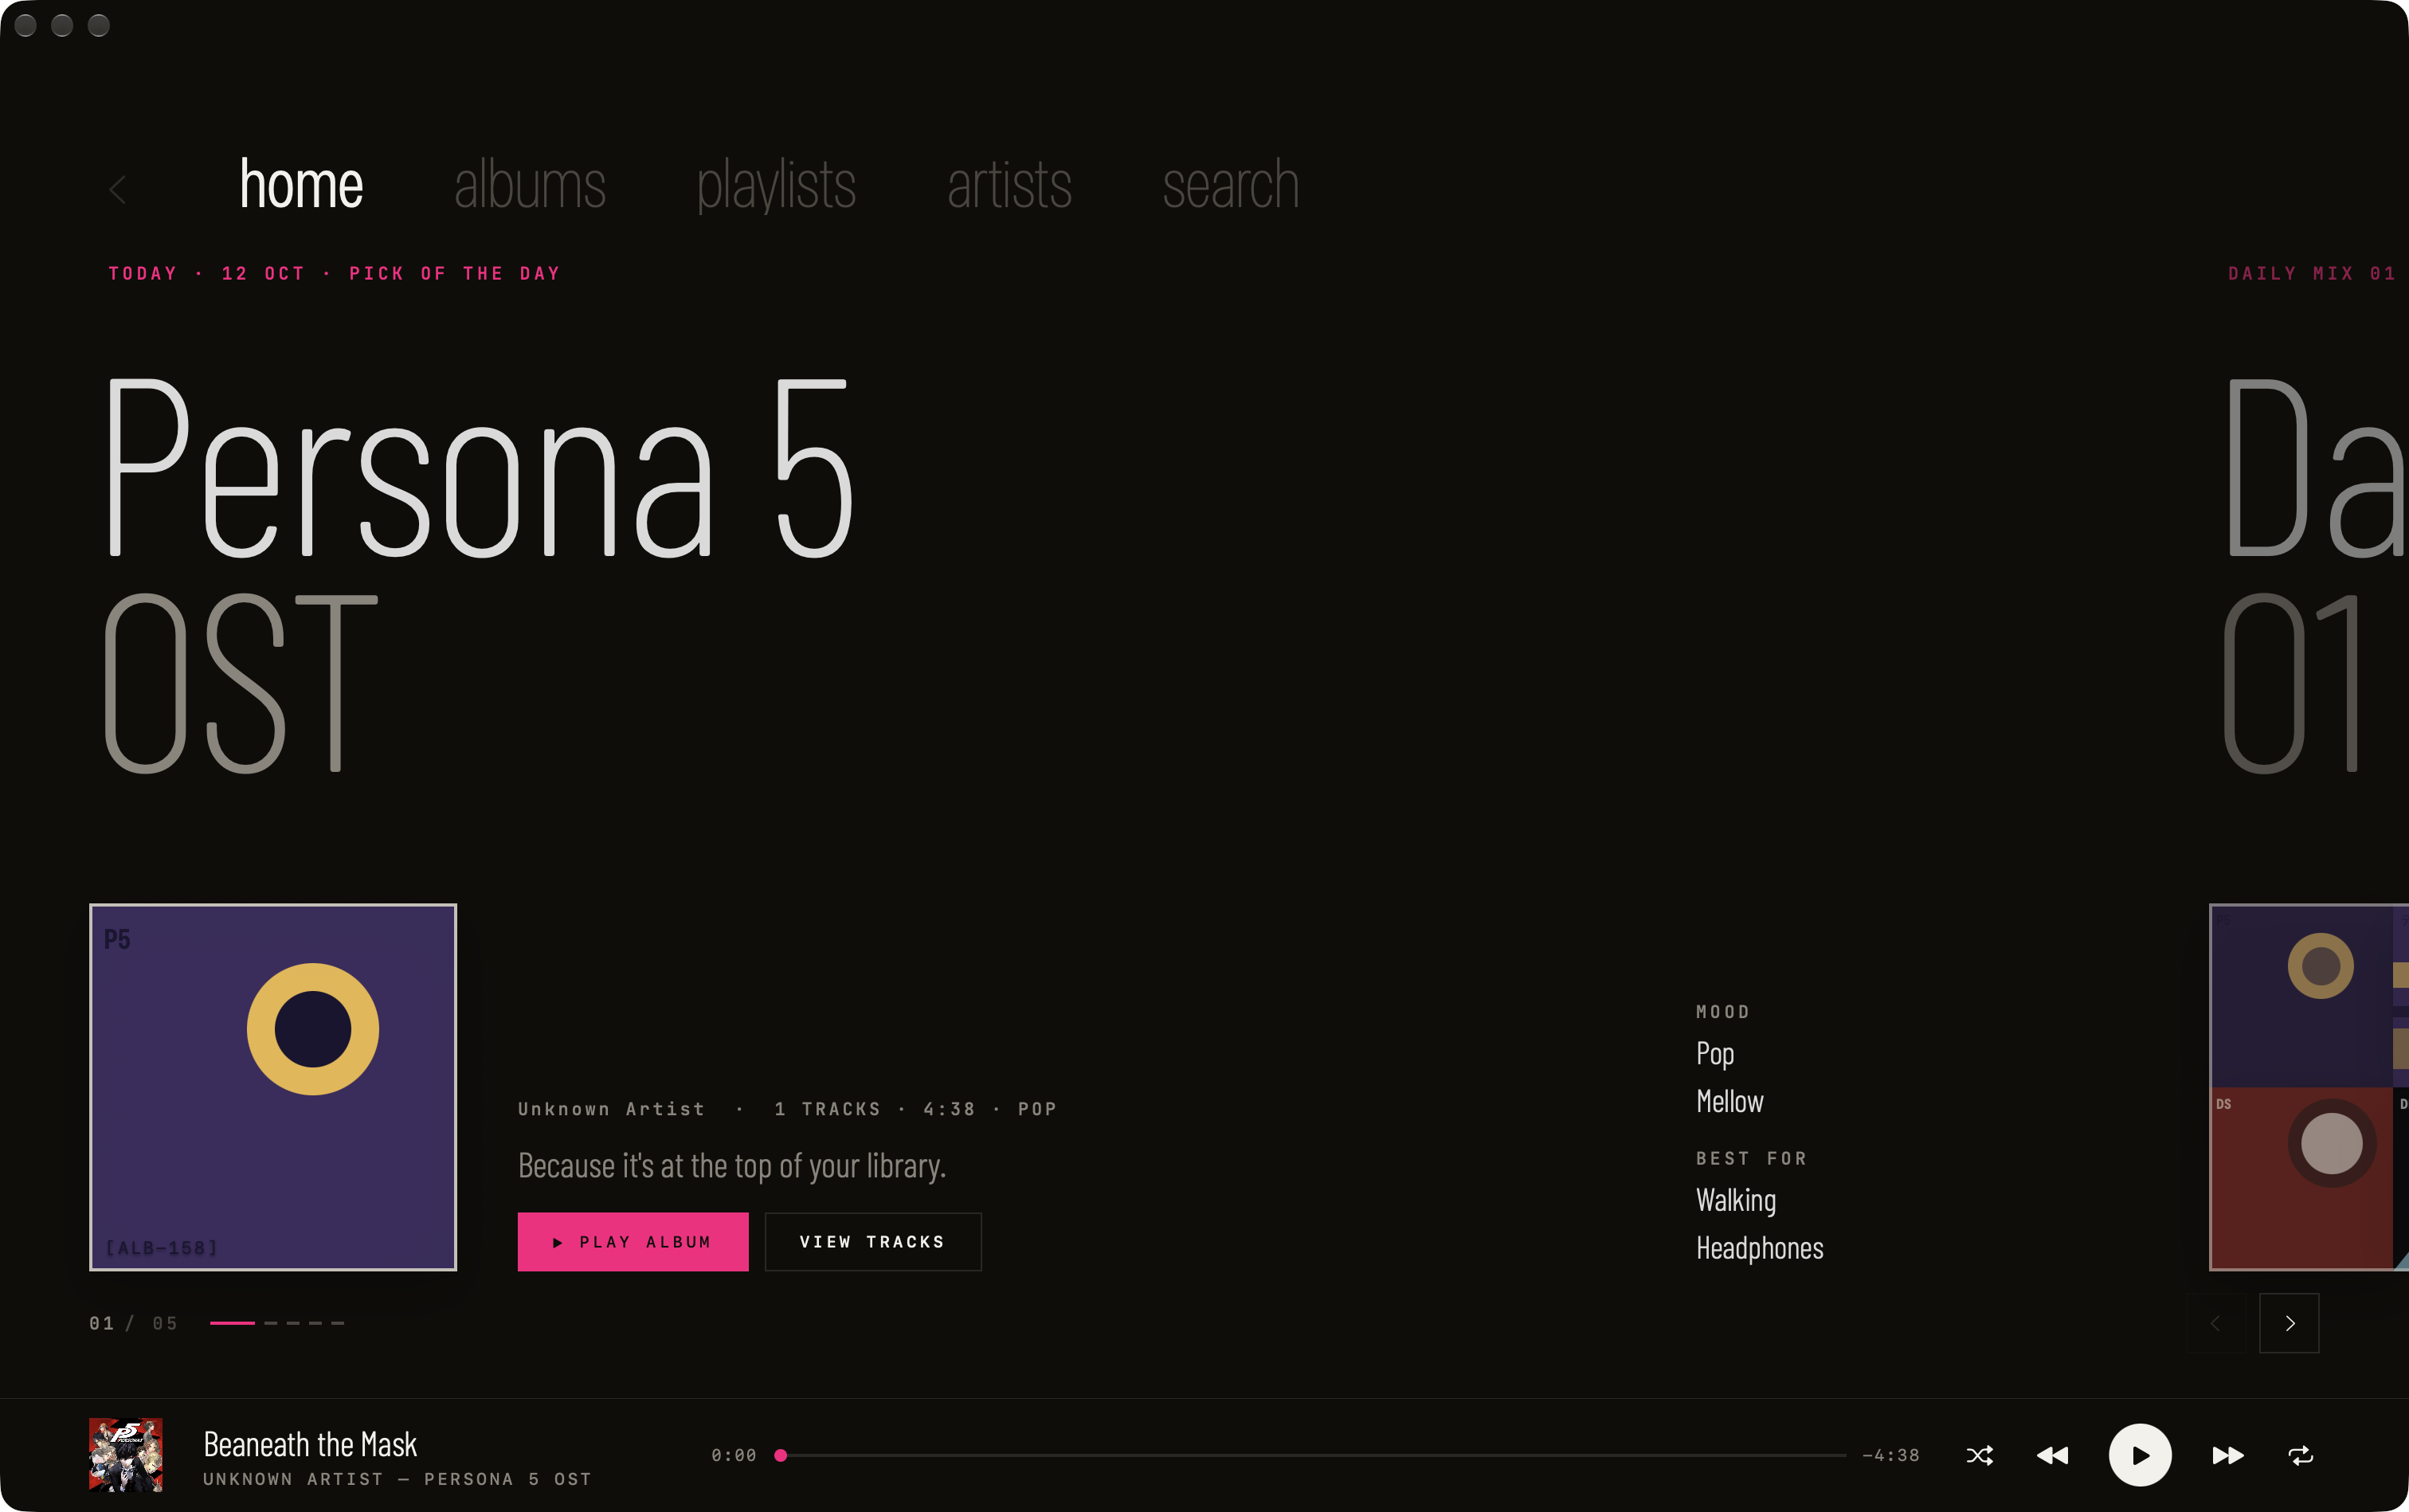 home albums playlists artists search
TODAY · 12 OCT · PICK OF THE DAY
DAILY MIX 01
Persona 5
OST
Da
01
P5
[ALB-158]
Unknown Artist · 1 TRACKS · 4:38 · POP
Because it's at the top of your library.
▶ PLAY ALBUM
VIEW TRACKS
MOOD
Pop
Mellow
BEST FOR
Walking
Headphones
DS
D
01 / 05
Beaneath the Mask
UNKNOWN ARTIST — PERSONA 5 OST
0:00
-4:38